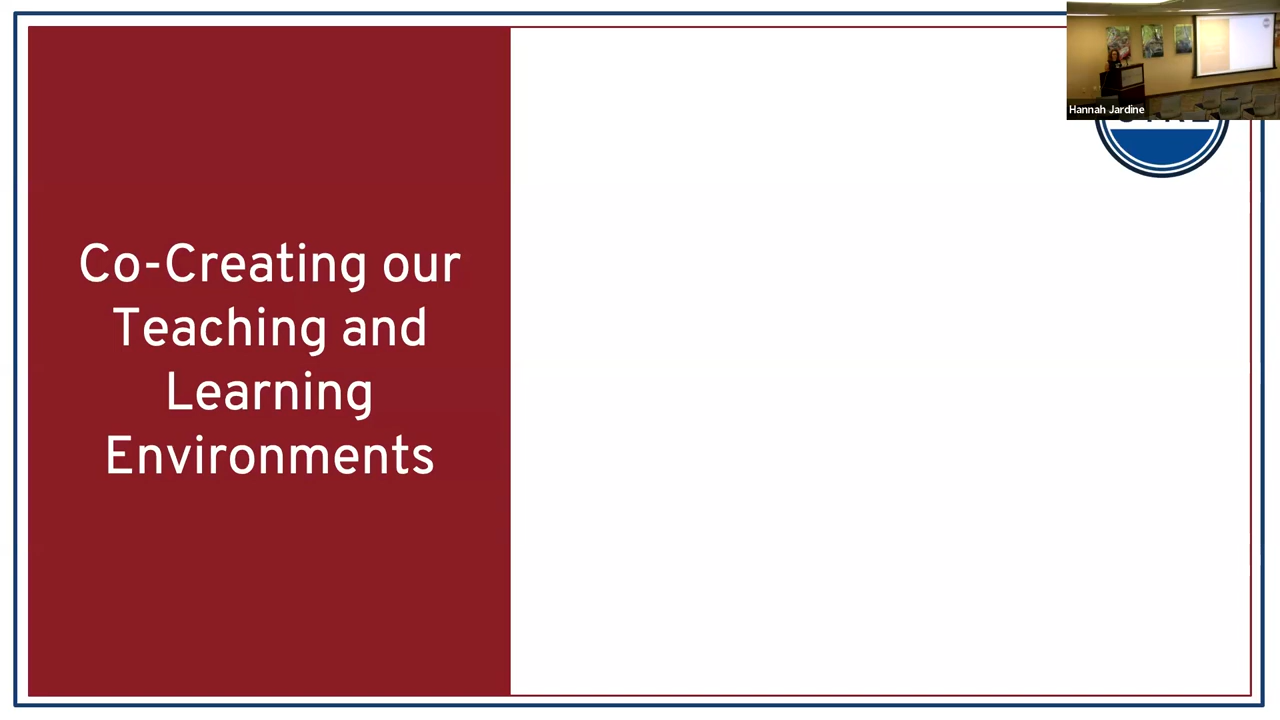 Hannah Jardine
Co-Creating our
Teaching and
Learning
Environments